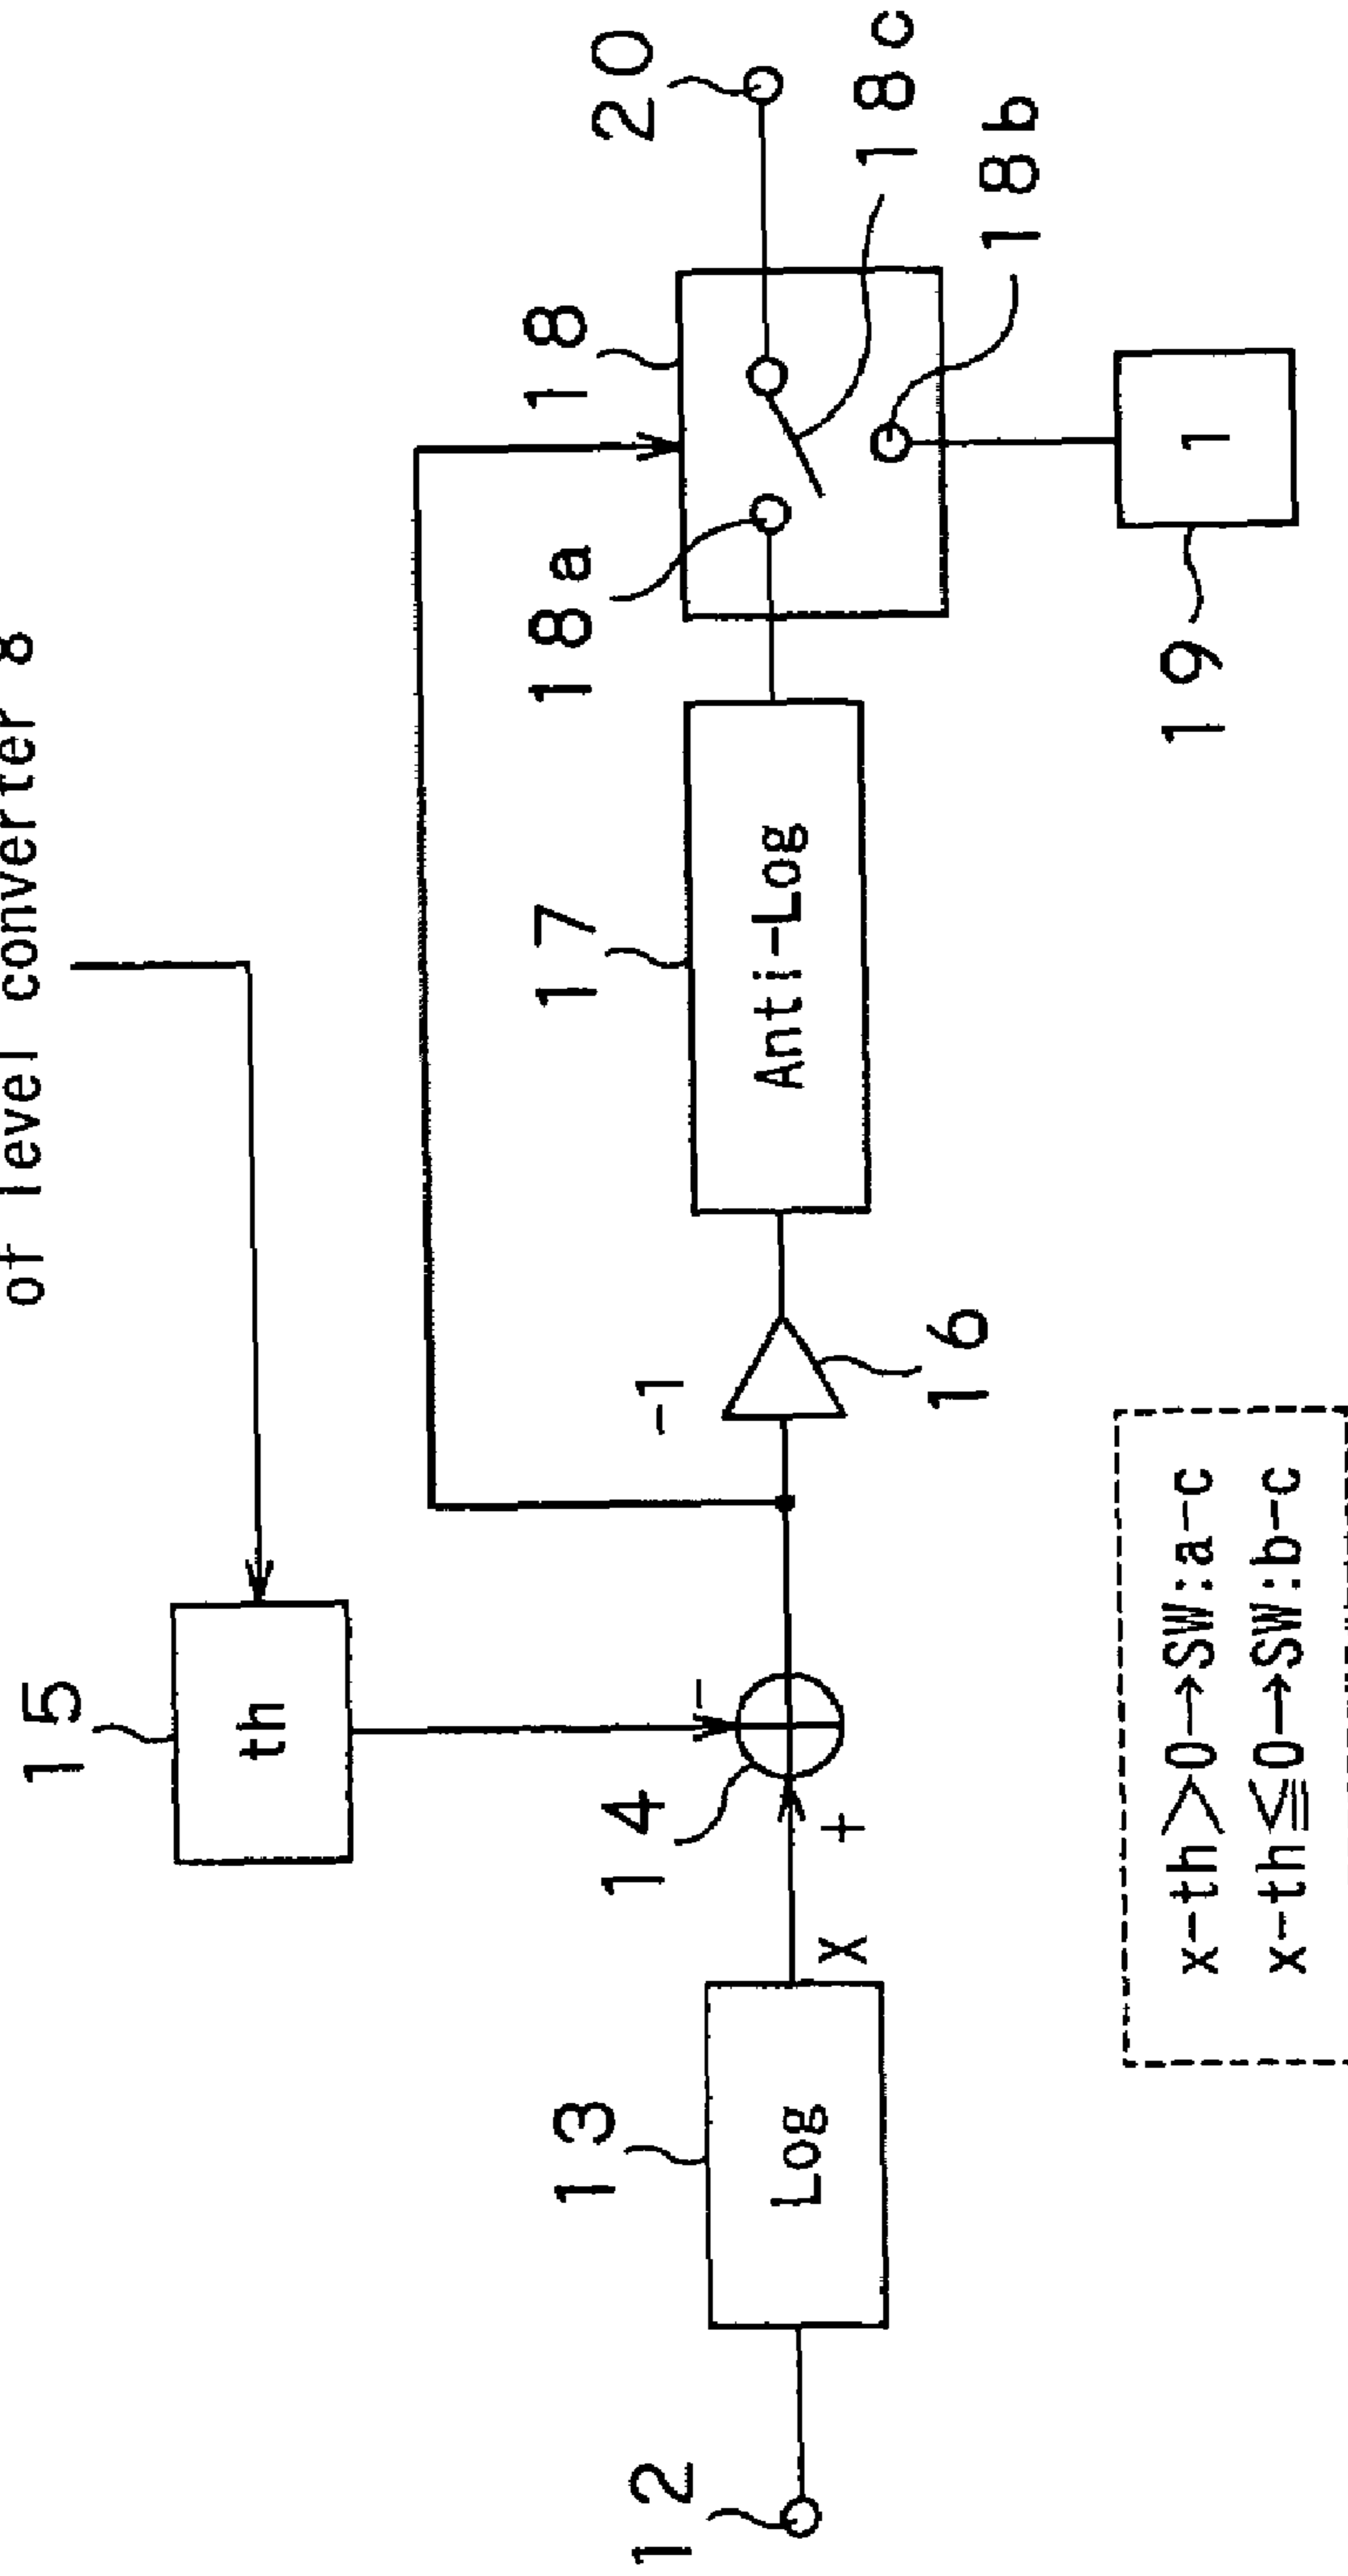 of level converter 8
15
th
12
13
Log
X
+
14
-
-1
16
17
Anti-Log
18
18a
18b
18c
19
1
20
x-th>0→SW:a-c
x-th≦0→SW:b-c